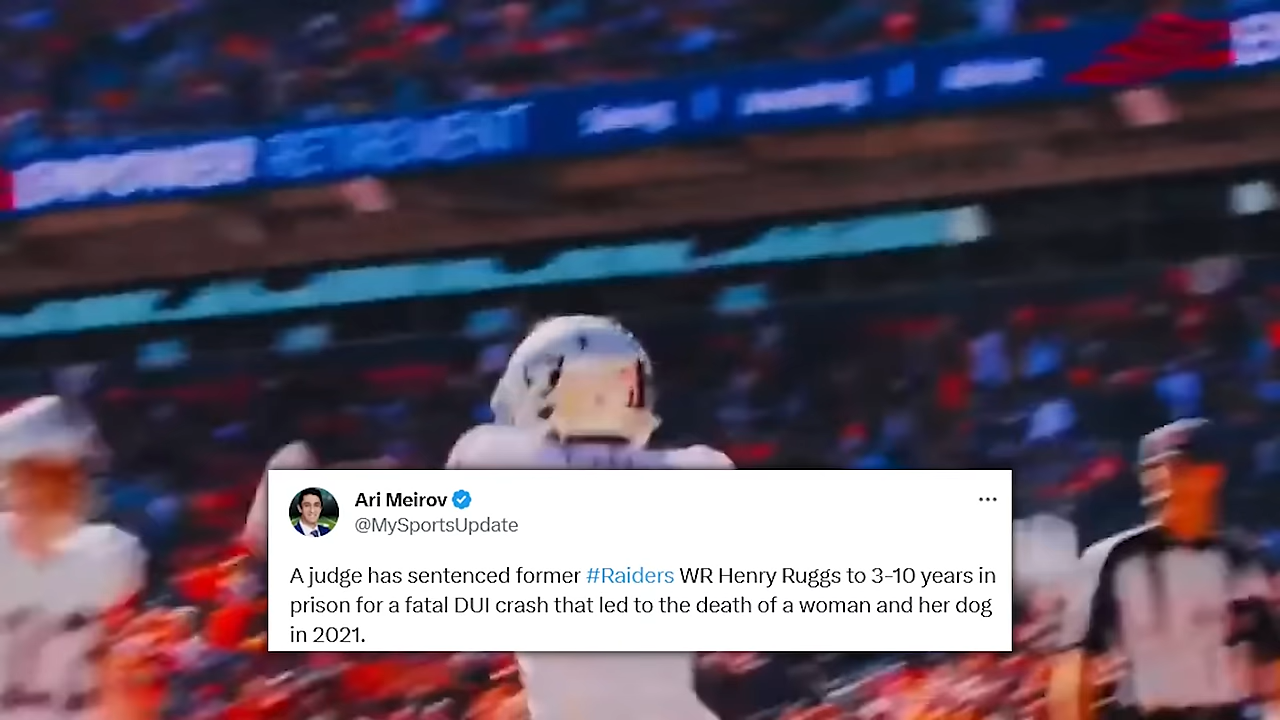 Ari Meirov
@MySportsUpdate
A judge has sentenced former #Raiders WR Henry Ruggs to 3-10 years in
prison for a fatal DUI crash that led to the death of a woman and her dog
in 2021.